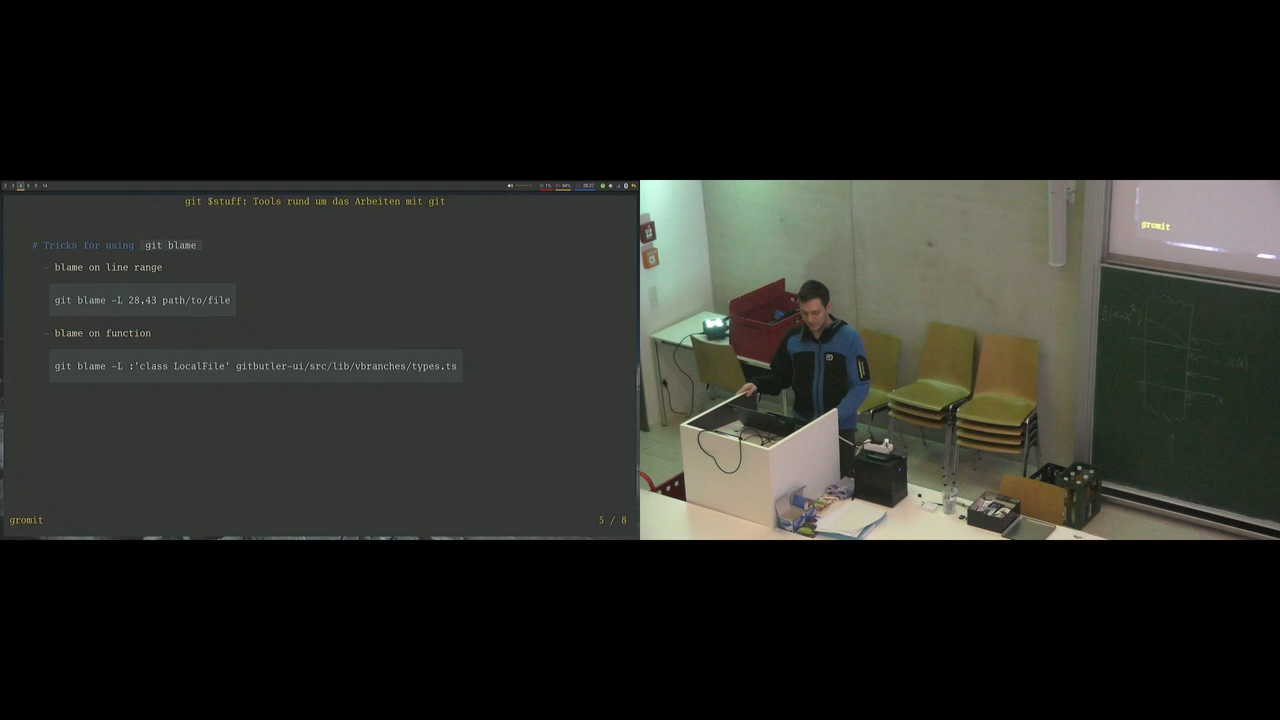 git $stuff: Tools rund um das Arbeiten mit git
# Tricks for using git blame
- blame on line range
git blame -L 28,43 path/to/file
- blame on function
git blame -L :'class LocalFile' gitbutler-ui/src/lib/vbranches/types.ts
gromit
5 / 8
gromit